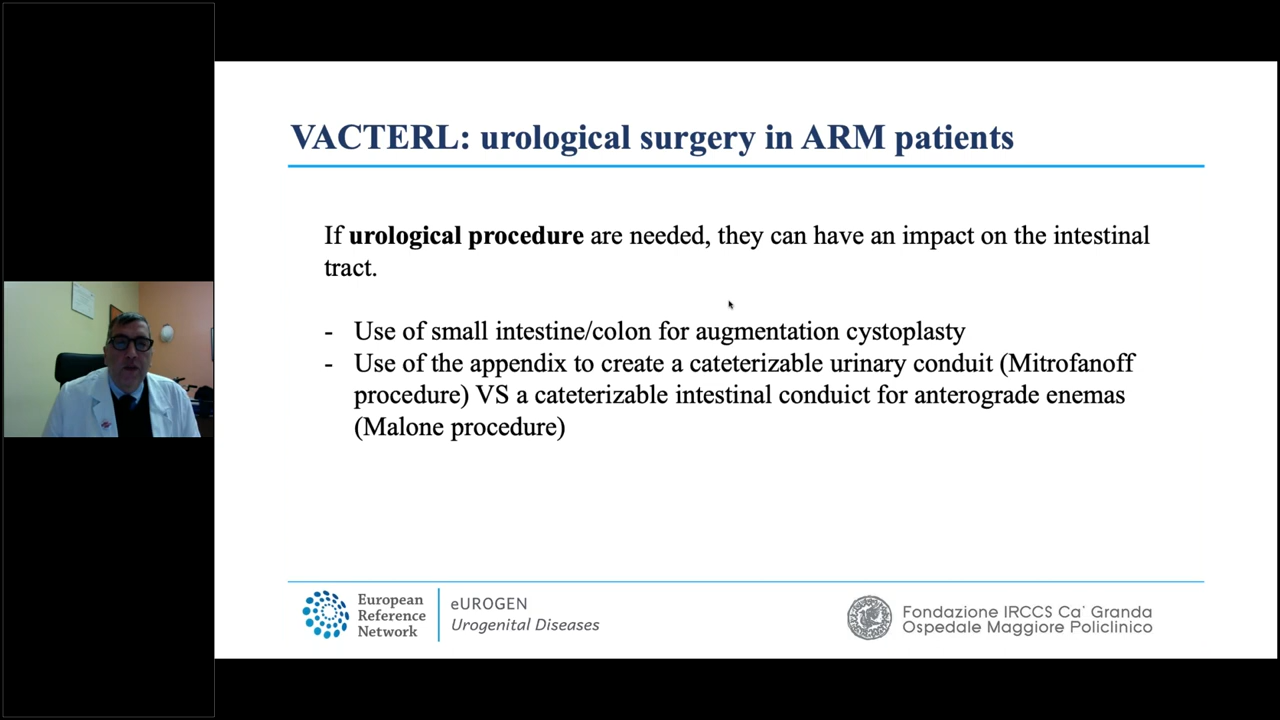 VACTERL: urological surgery in ARM patients
If urological procedure are needed, they can have an impact on the intestinal
tract.
- Use of small intestine/colon for augmentation cystoplasty
- Use of the appendix to create a cateterizable urinary conduit (Mitrofanoff
procedure) VS a cateterizable intestinal conduict for anterograde enemas
(Malone procedure)
European
Reference
Network
eUROGEN
Urogenital Diseases
Fondazione IRCCS Ca' Granda
Ospedale Maggiore Policlinico